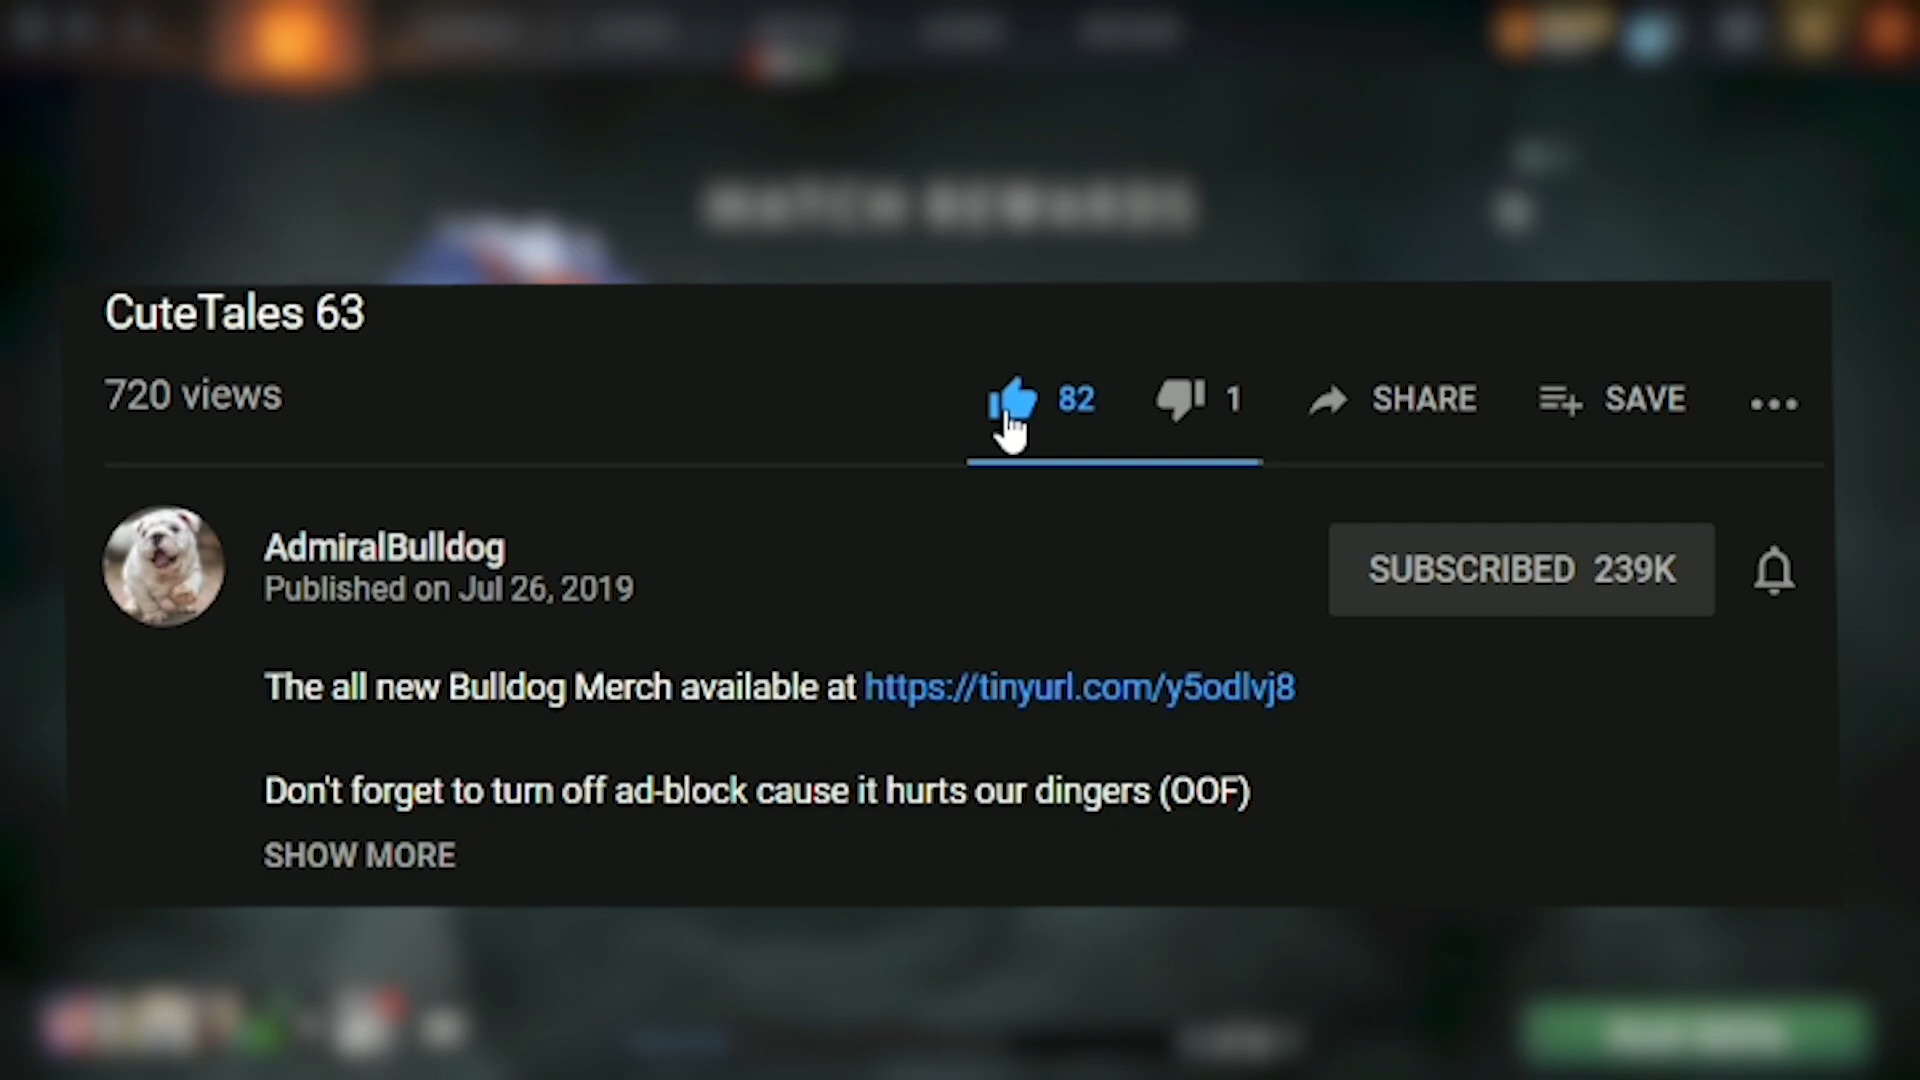 MATCH REWARDS
CuteTales 63
720 views
82
1
SHARE
SAVE
AdmiralBulldog
Published on Jul 26, 2019
SUBSCRIBED 239K
The all new Bulldog Merch available at https://tinyurl.com/y5odlvj8
Don't forget to turn off ad-block cause it hurts our dingers (OOF)
SHOW MORE